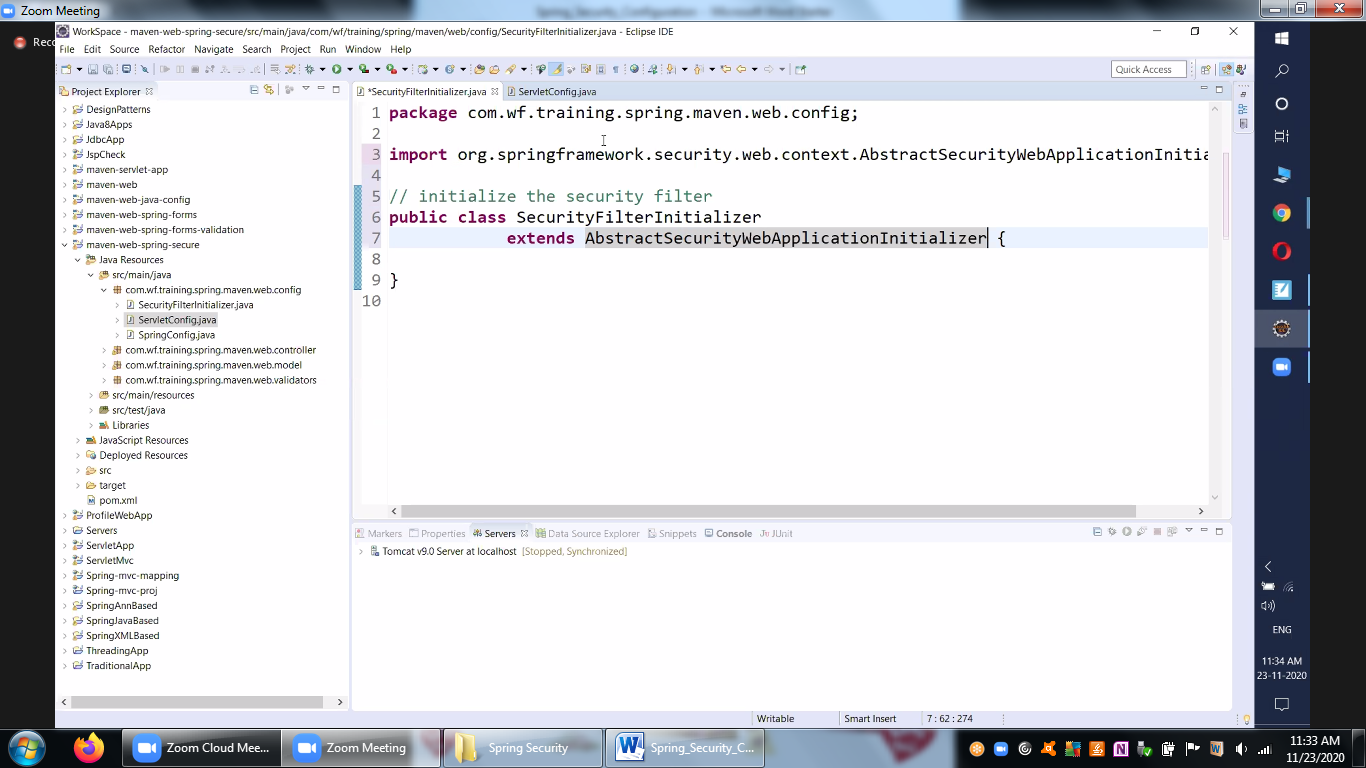 Zoom Meeting
Spring_Security_Configuration - Microsoft Word Starter
Reco
WorkSpace - maven-web-spring-secure/src/main/java/com/wf/training/spring/maven/web/config/SecurityFilterInitializer.java - Eclipse IDE
File Edit Source Refactor Navigate Search Project Run Window Help
Quick Access
Project Explorer
*SecurityFilterInitializer.java
ServletConfig.java
DesignPatterns
Java8Apps
JdbcApp
JspCheck
maven-servlet-app
maven-web
maven-web-java-config
maven-web-spring-forms
maven-web-spring-forms-validation
maven-web-spring-secure
Java Resources
src/main/java
com.wf.training.spring.maven.web.config
SecurityFilterInitializer.java
ServletConfig.java
SpringConfig.java
com.wf.training.spring.maven.web.controller
com.wf.training.spring.maven.web.model
com.wf.training.spring.maven.web.validators
src/main/resources
src/test/java
Libraries
JavaScript Resources
Deployed Resources
src
target
pom.xml
ProfileWebApp
Servers
ServletApp
ServletMvc
Spring-mvc-mapping
Spring-mvc-proj
SpringAnnBased
SpringJavaBased
SpringXMLBased
ThreadingApp
TraditionalApp
1 package com.wf.training.spring.maven.web.config;
2
3 import org.springframework.security.web.context.AbstractSecurityWebApplicationInitia
4
5 // initialize the security filter
6 public class SecurityFilterInitializer
7 extends AbstractSecurityWebApplicationInitializer {
8
9 }
10
Markers Properties Servers Data Source Explorer Snippets Console JUnit
Tomcat v9.0 Server at localhost [Stopped, Synchronized]
Writable Smart Insert 7 : 62 : 274
ENG
11:34 AM
23-11-2020
Zoom Cloud Mee...
Zoom Meeting
Spring Security
Spring_Security_C...
11:33 AM
11/23/2020